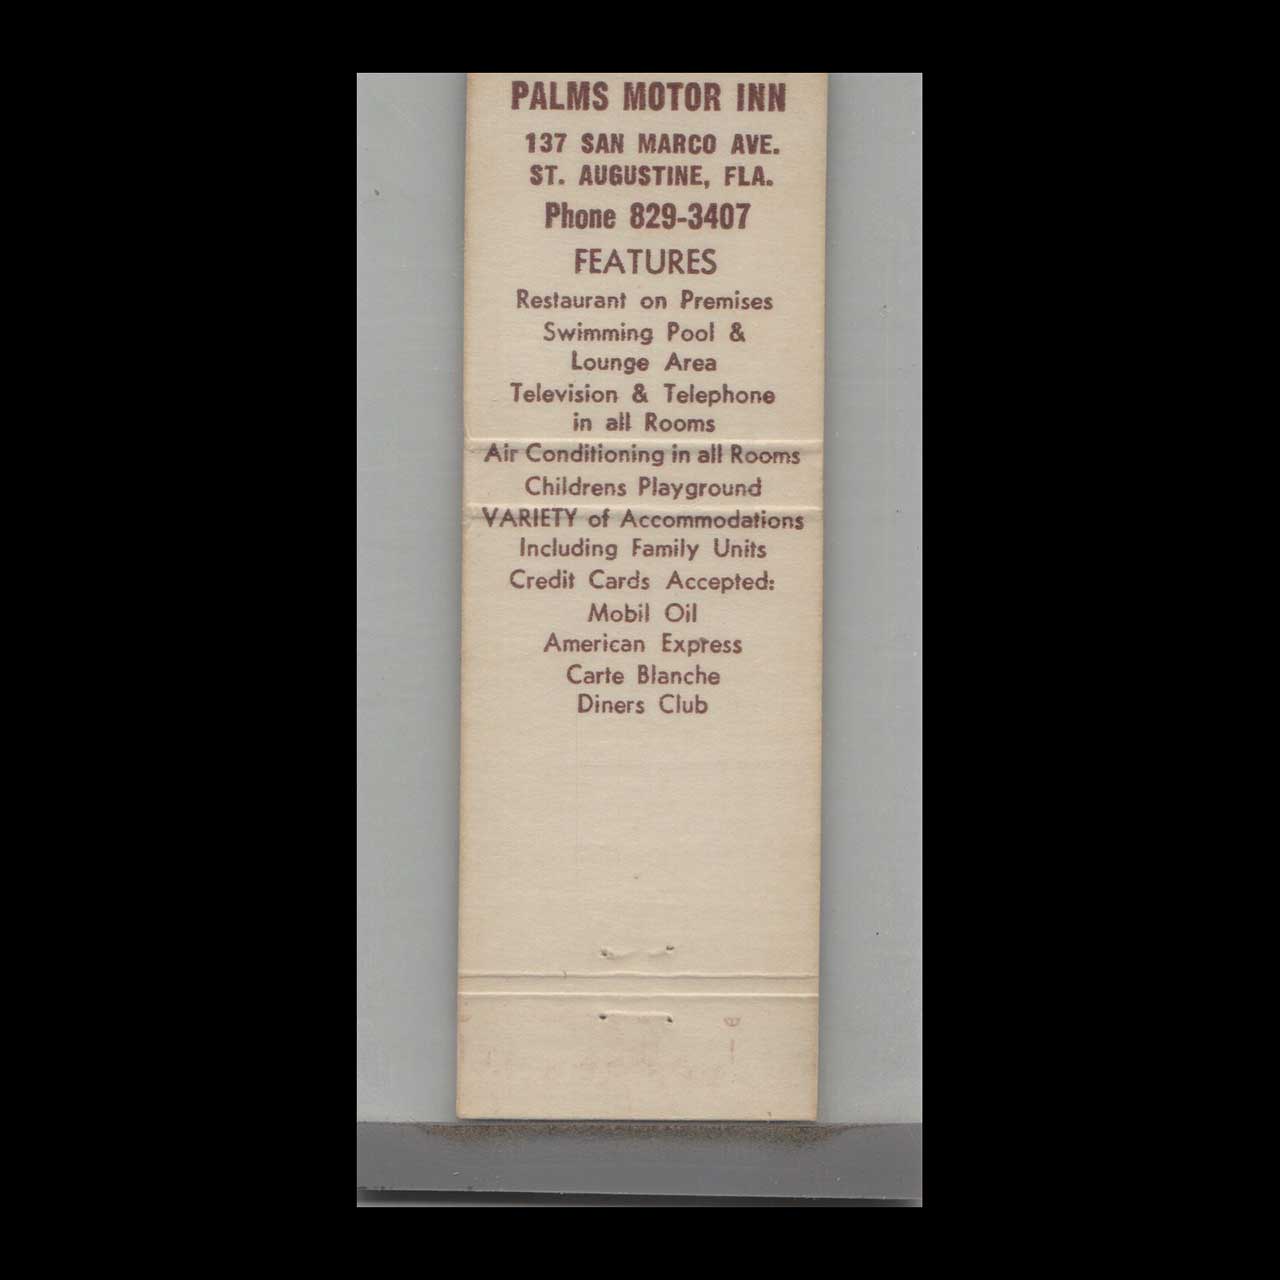 PALMS MOTOR INN
137 SAN MARCO AVE.
ST. AUGUSTINE, FLA.
Phone 829-3407
FEATURES
Restaurant on Premises
Swimming Pool &
Lounge Area
Television & Telephone
in all Rooms
Air Conditioning in all Rooms
Childrens Playground
VARIETY of Accommodations
Including Family Units
Credit Cards Accepted:
Mobil Oil
American Express
Carte Blanche
Diners Club